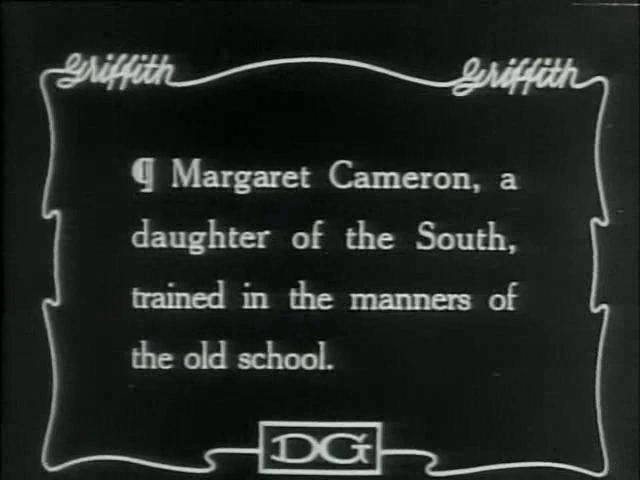 Griffith Griffith
¶ Margaret Cameron, a
daughter of the South,
trained in the manners of
the old school.
DG